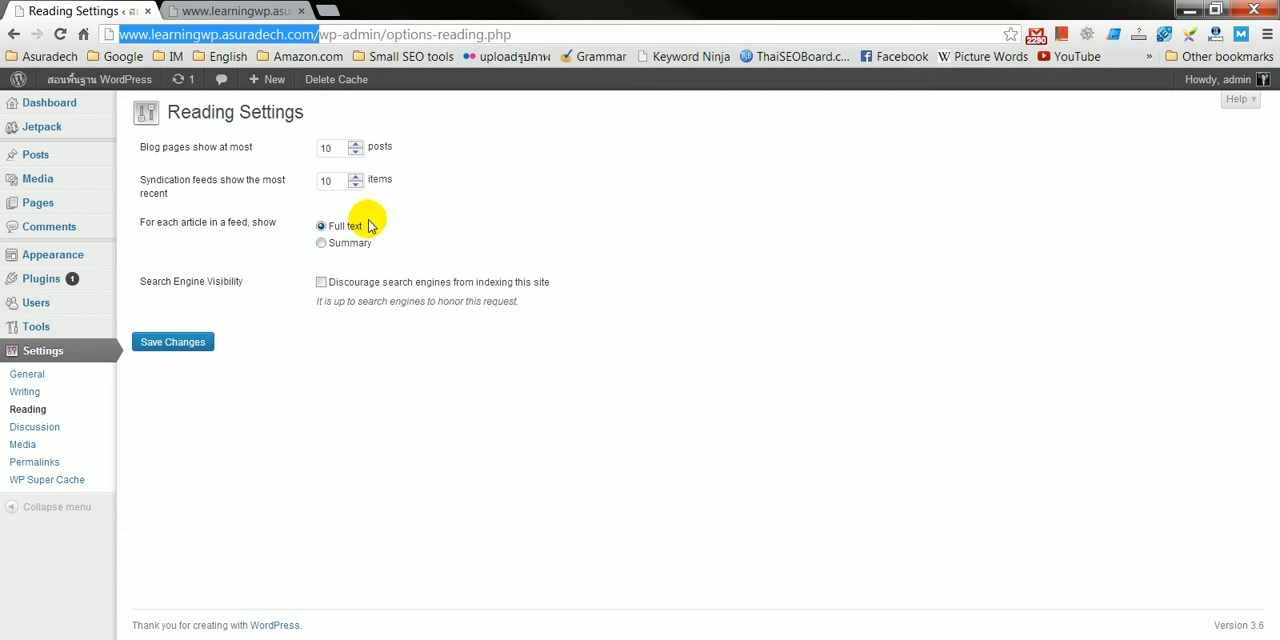 Reading Settings ‹ ส
www.learningwp.asura
www.learningwp.asuradech.com/wp-admin/options-reading.php
2290
Asuradech Google IM English Amazon.com Small SEO tools uploadรูปภาพ Grammar Keyword Ninja ThaiSEOBoard.c... Facebook Picture Words YouTube » Other bookmarks
สอนพื้นฐาน WordPress 1 + New Delete Cache Howdy, admin
Dashboard
Jetpack
Posts
Media
Pages
Comments
Appearance
Plugins 1
Users
Tools
Settings
General
Writing
Reading
Discussion
Media
Permalinks
WP Super Cache
Collapse menu
Help
Reading Settings
Blog pages show at most 10 posts
Syndication feeds show the most recent 10 items
For each article in a feed, show
Full text
Summary
Search Engine Visibility
Discourage search engines from indexing this site
It is up to search engines to honor this request.
Save Changes
Thank you for creating with WordPress.
Version 3.6